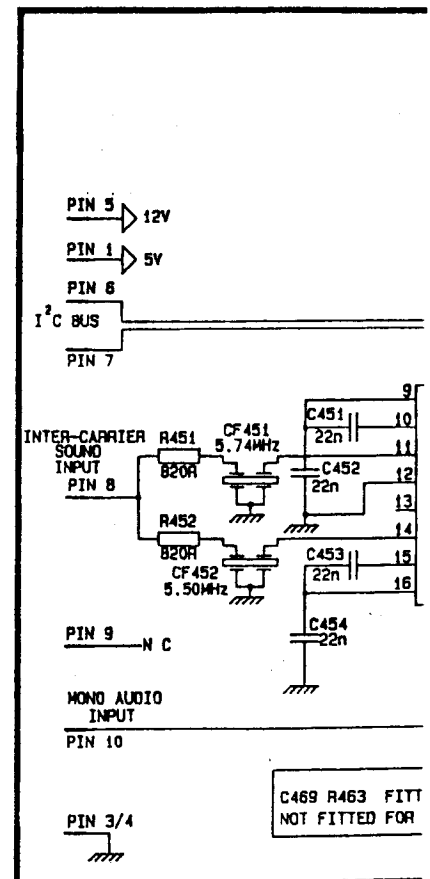 PIN 5
12V
PIN 1
5V
PIN 6
I²C BUS
PIN 7
INTER-CARRIER
SOUND
INPUT
PIN 8
R451
820R
CF451
5.74MHz
R452
820R
CF452
5.50MHz
C451
22n
C452
22n
C453
22n
C454
22n
9
10
11
12
13
14
15
16
PIN 9
N C
MONO AUDIO
INPUT
PIN 10
C469 R463 FITT
NOT FITTED FOR
PIN 3/4